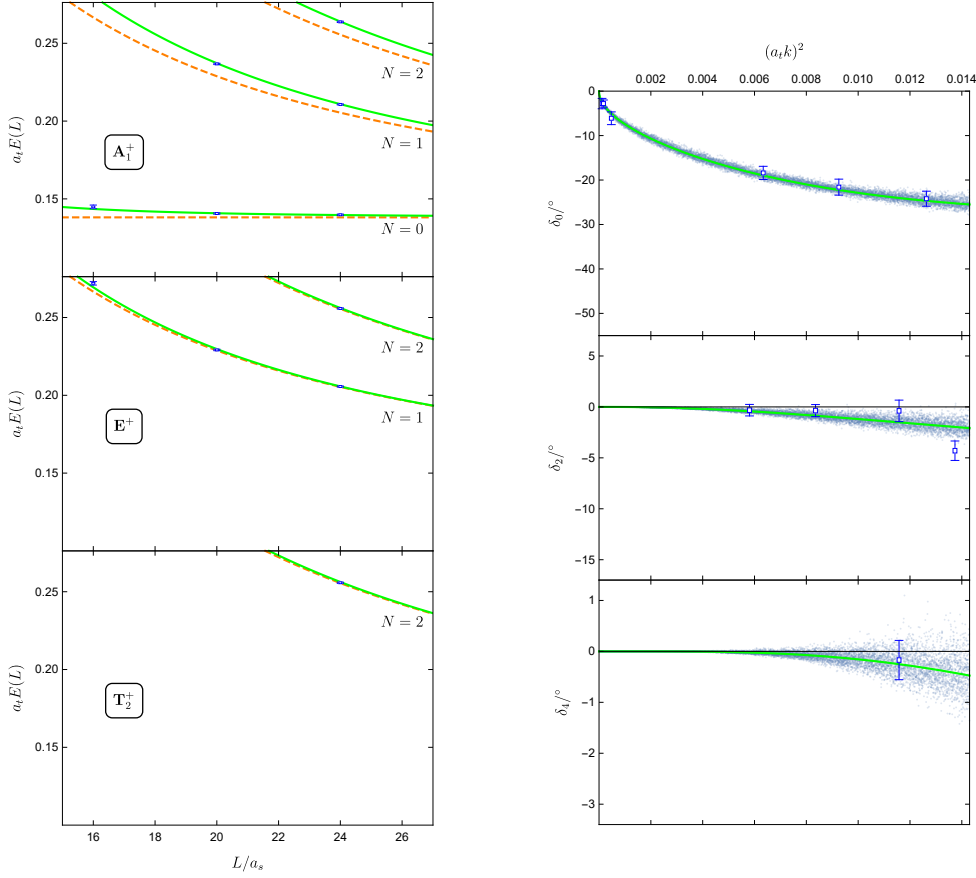 0.25
0.20
0.15
a_t E(L)
A_1^+
N = 2
N = 1
N = 0
0.25
0.20
0.15
a_t E(L)
E^+
N = 2
N = 1
0.25
0.20
0.15
a_t E(L)
T_2^+
N = 2
16 18 20 22 24 26
L/a_s
(a_t k)^2
0.002 0.004 0.006 0.008 0.010 0.012 0.014
0
−10
−20
−30
−40
−50
δ_0/°
5
0
−5
−10
−15
δ_2/°
1
0
−1
−2
−3
δ_4/°